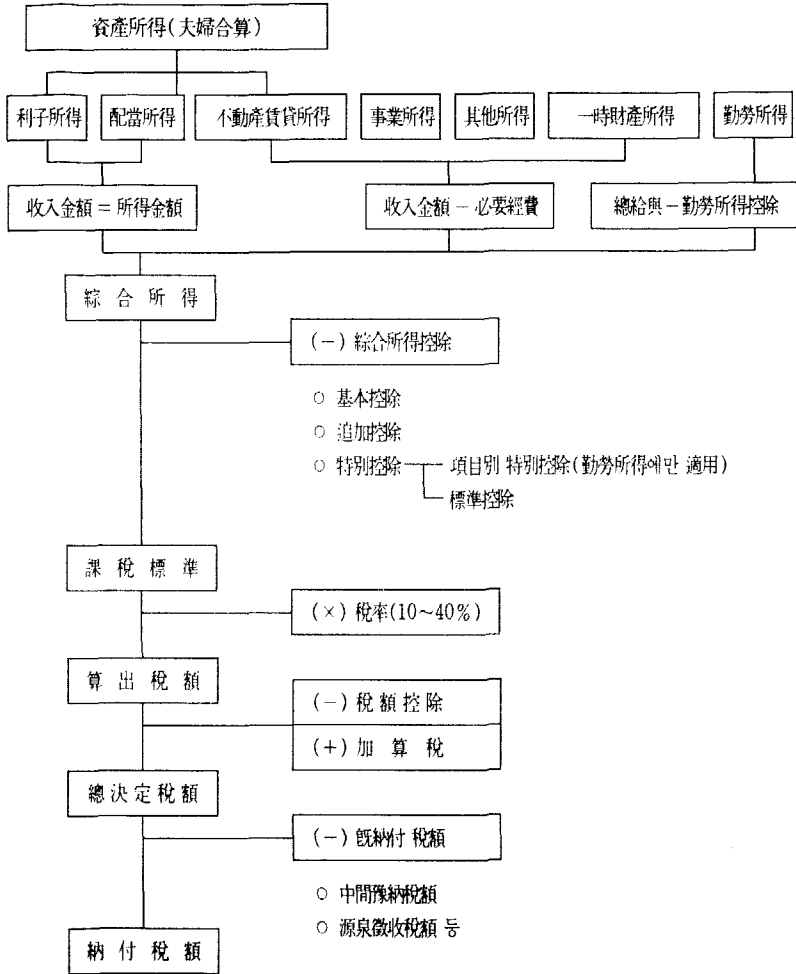 資產所得(夫婦合算)
利子所得 配當所得 不動產賃貸所得 事業所得 其他所得 一時財產所得 勤勞所得
收入金額 = 所得金額 收入金額 - 必要經費 總給與 - 勤勞所得控除
綜合所得
(-) 綜合所得控除
○ 基本控除
○ 追加控除
○ 特別控除 項目別 特別控除(勤勞所得에만 適用)
標準控除
課稅標準
(×) 稅率(10~40%)
算出稅額
(-) 稅額控除
(+) 加算稅
總決定稅額
(-) 旣納付 稅額
○ 中間豫納稅額
○ 源泉徵收稅額 등
納付稅額